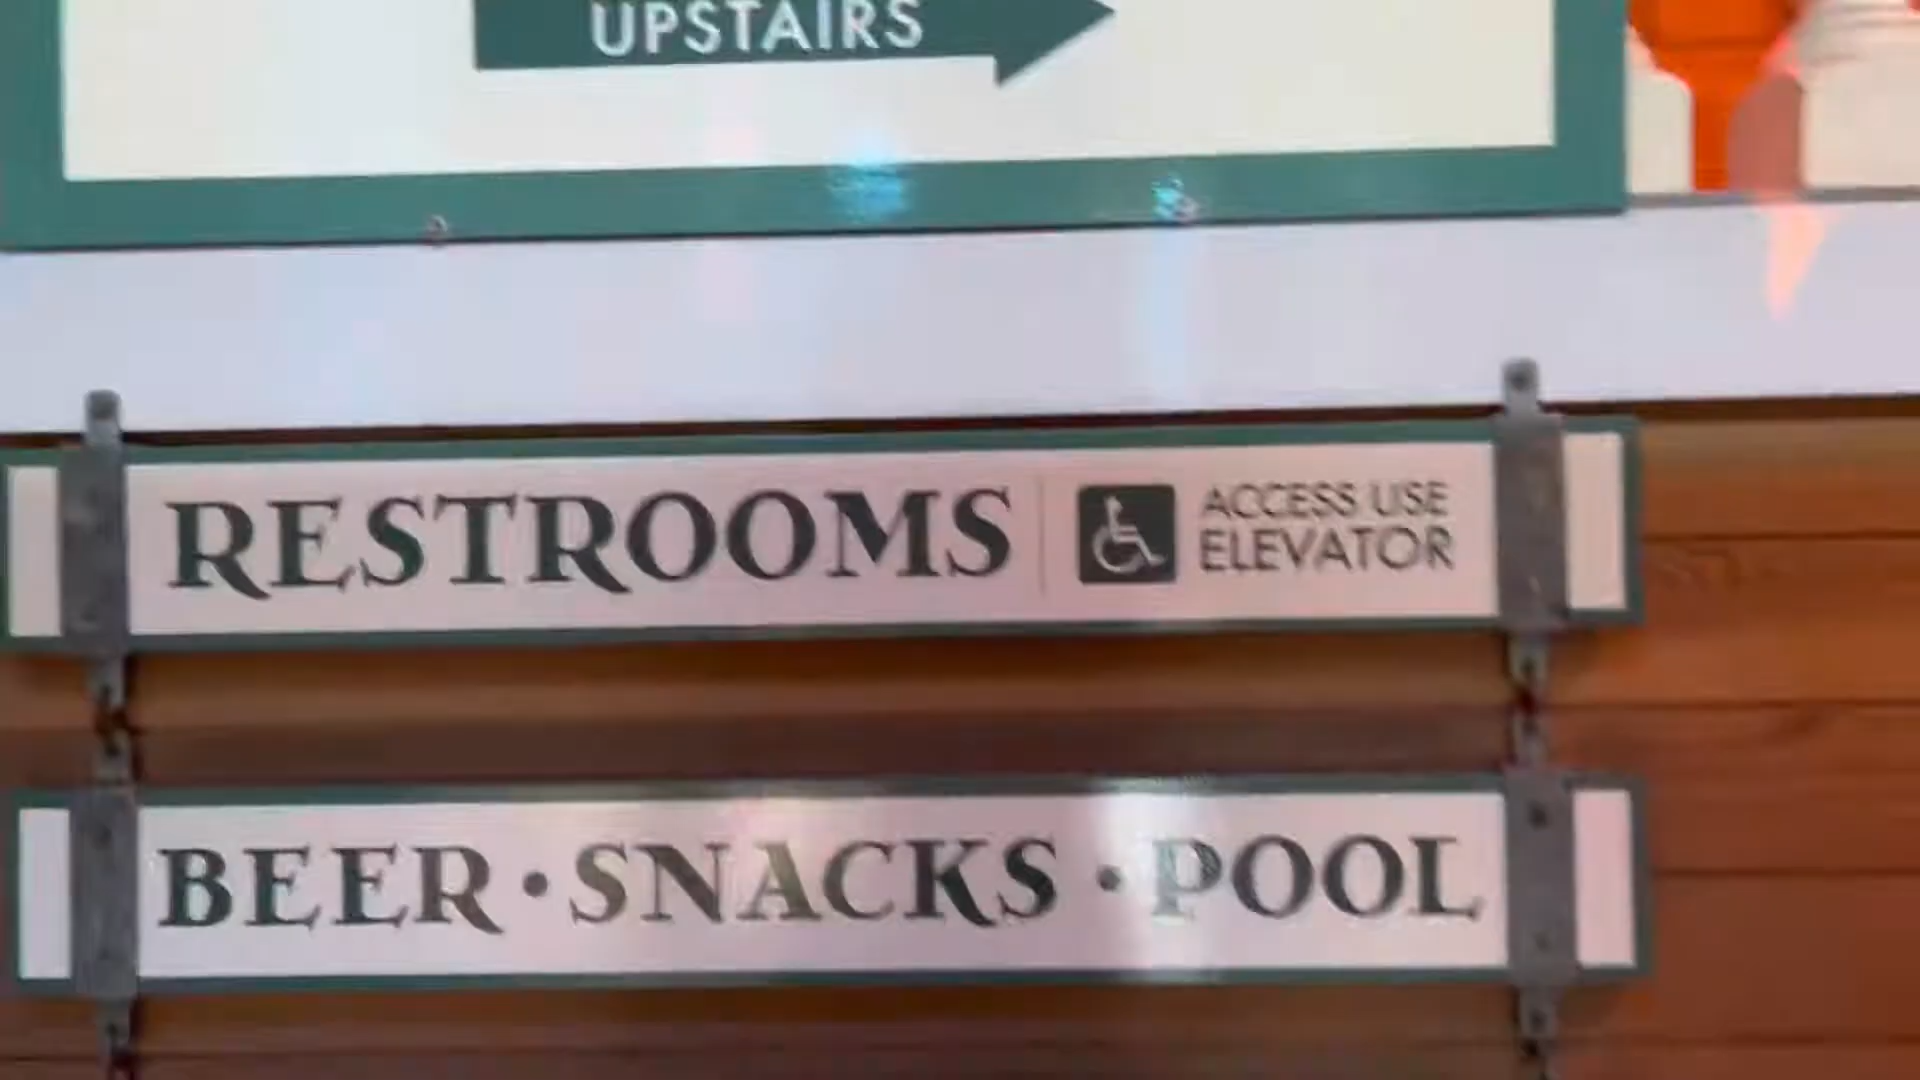 UPSTAIRS
RESTROOMS
ACCESS USE
ELEVATOR
BEER • SNACKS • POOL